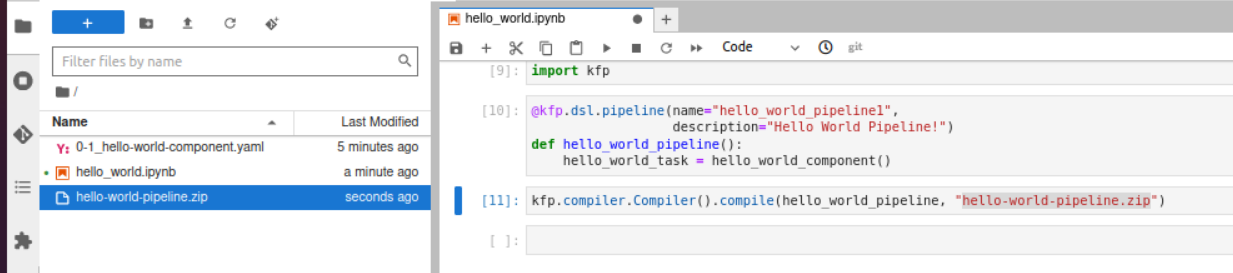 +
Filter files by name
/
Name Last Modified
Y: 0-1_hello-world-component.yaml 5 minutes ago
hello_world.ipynb a minute ago
hello-world-pipeline.zip seconds ago
hello_world.ipynb
Code
git
[9]: import kfp
[10]: @kfp.dsl.pipeline(name="hello_world_pipeline1",
description="Hello World Pipeline!")
def hello_world_pipeline():
hello_world_task = hello_world_component()
[11]: kfp.compiler.Compiler().compile(hello_world_pipeline, "hello-world-pipeline.zip")
[ ]: